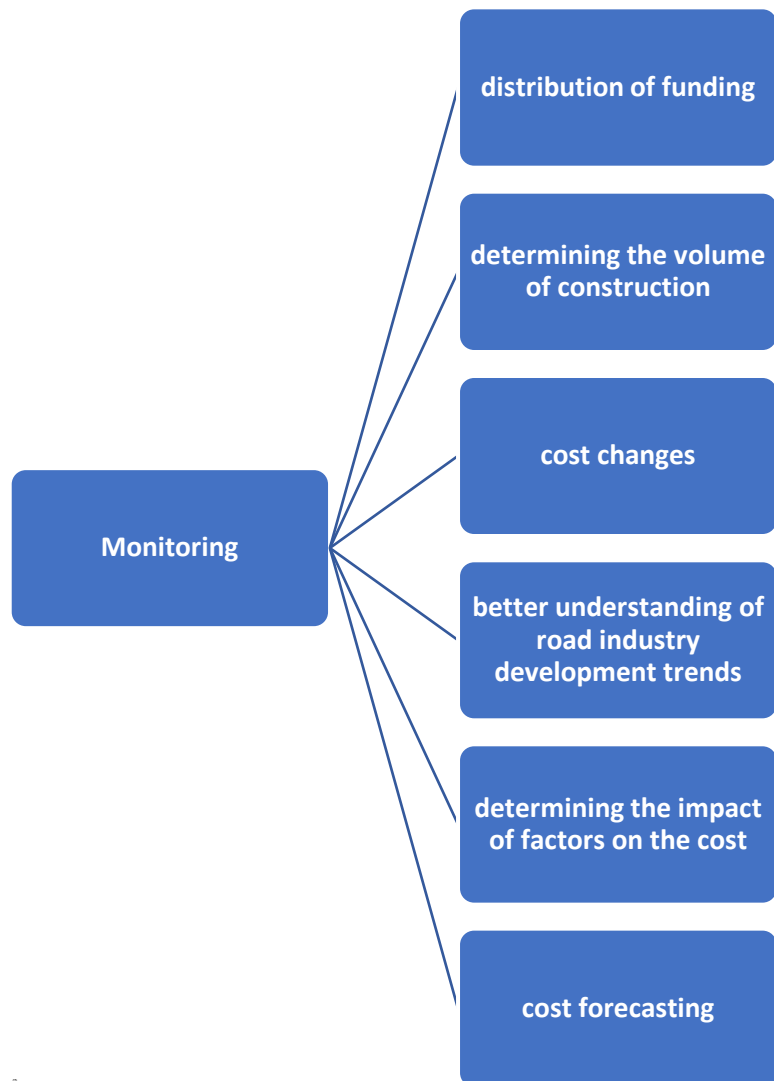 distribution of funding
determining the volume
of construction
cost changes
Monitoring
better understanding of
road industry
development trends
determining the impact
of factors on the cost
cost forecasting